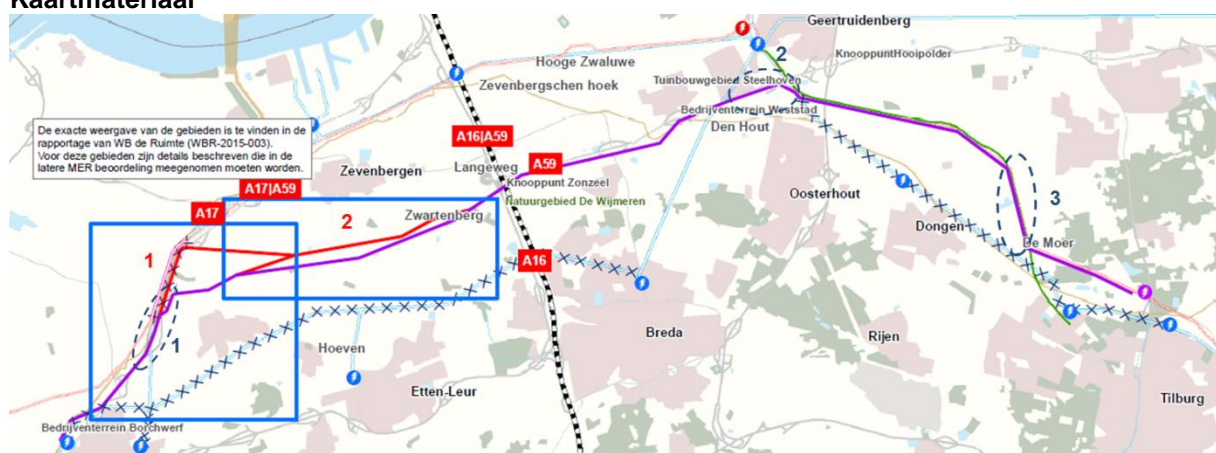 Kaartmateriaal
Geertruidenberg
Hooge Zwaluwe
KnooppuntHooipolder
2
Zevenbergschen hoek
Tuinbouwgebied Steelhoven
De exacte weergave van de gebieden is te vinden in de
rapportage van WB de Ruimte (WBR-2015-003).
Voor deze gebieden zijn details beschreven die in de
latere MER beoordeling meegenomen moeten worden.
Bedrijventerrein Weststad
Den Hout
A16|A59
Zevenbergen
Langeweg
A59
Knooppunt Zonzeel
A17|A59
Oosterhout
Natuurgebied De Wijmeren
3
A17
2
Zwartenberg
Dongen
De Moer
1
A16
Breda
Rijen
1
Hoeven
Etten-Leur
Tilburg
Bedrijventerrein Borchwerf